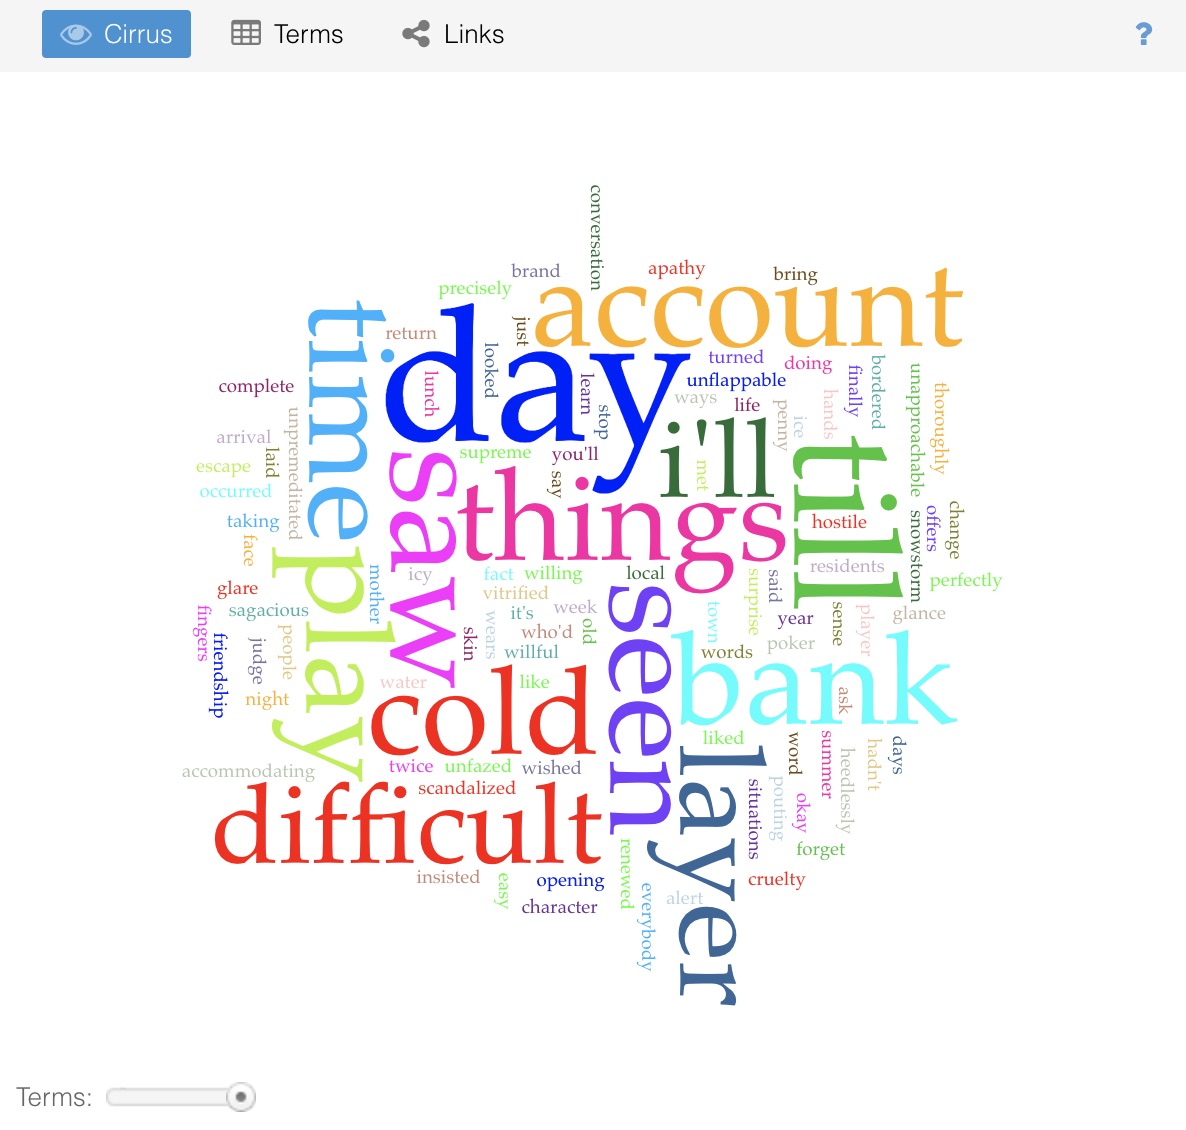 Cirrus
Terms
Links
?
conversation
brand
apathy
bring
precisely
account
time
return
day
just
looked
turned
doing
bordered
finally
unapproachable
thoroughly
complete
lunch
learn
unflappable
ways
life
hands
stop
penny
ice
unpremeditated
arrival
laid
saw
supreme
you'll
i'll
met
till
escape
say
things
occurred
hostile
snowstorm
offers
change
taking
face
play
mother
icy
fact
willing
local
seen
surprise
said
residents
perfectly
glare
vitrified
sagacious
wears
it's
week
old
town
year
sense
player
glance
fingers
friendship
judge
people
skin
who'd
willful
words
poker
bank
night
water
cold
like
ask
liked
layer
word
summer
heedlessly
hadn't
days
accommodating
twice
unfazed
wished
difficult
scandalized
situations
pouting
okay
forget
insisted
easy
opening
renewed
everybody
alert
cruelty
character
Terms: